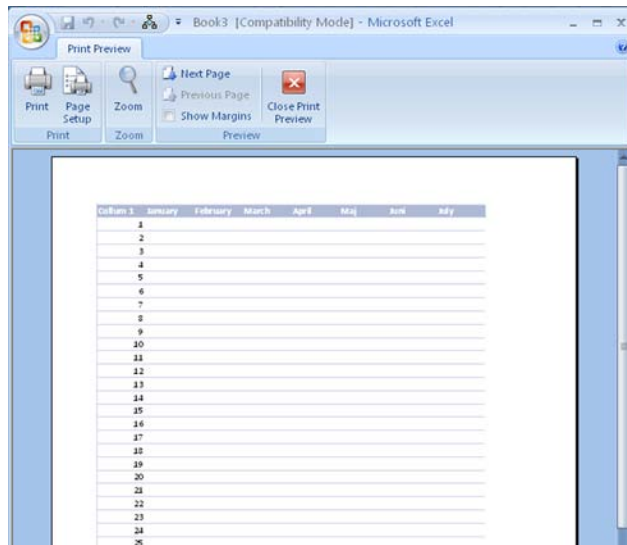 Book3 [Compatibility Mode] - Microsoft Excel
Print Preview
Print
Page Setup
Zoom
Next Page
Previous Page
Show Margins
Close Print Preview
Print
Zoom
Preview
Collum 1 January February March April Maj Juni July
1
2
3
4
5
6
7
8
9
10
11
12
13
14
15
16
17
18
19
20
21
22
23
24
25